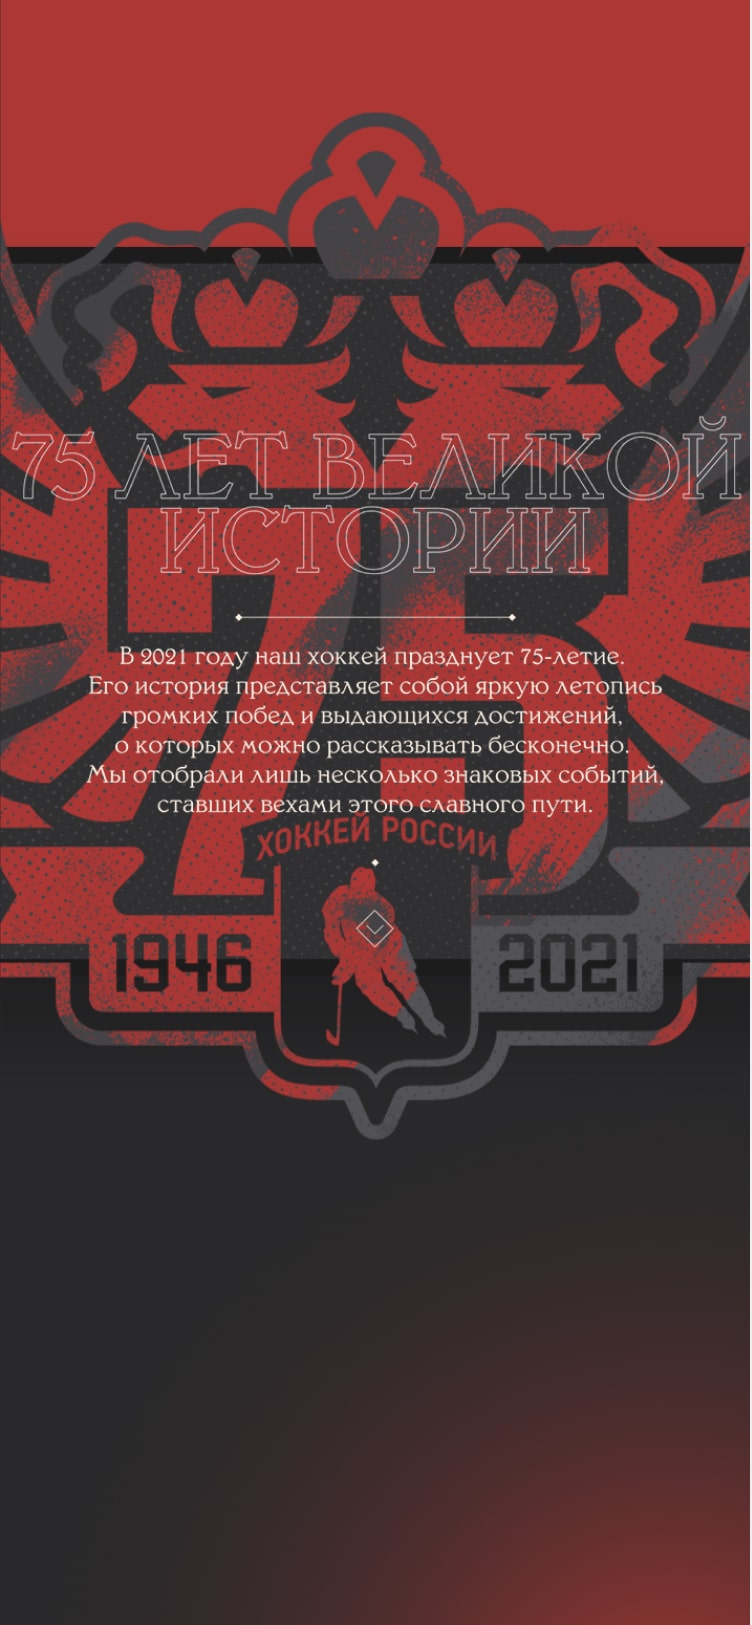 75 ЛЕТ ВЕЛИКОЙ
ИСТОРИИ
75
В 2021 году наш хоккей празднует 75-летие.
Его история представляет собой яркую летопись
громких побед и выдающихся достижений,
о которых можно рассказывать бесконечно.
Мы отобрали лишь несколько знаковых событий,
ставших вехами этого славного пути.
ХОККЕЙ РОССИИ
1946 2021